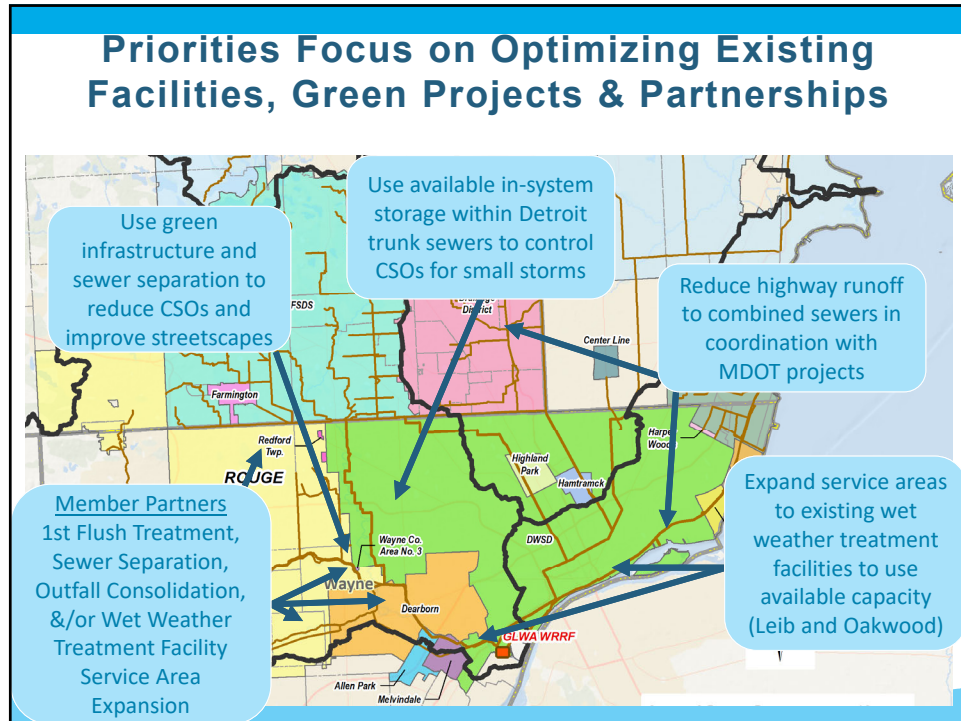 Priorities Focus on Optimizing Existing
Facilities, Green Projects & Partnerships
Use green
infrastructure and
sewer separation to
reduce CSOs and
improve streetscapes
Use available in-system
storage within Detroit
trunk sewers to control
CSOs for small storms
Reduce highway runoff
to combined sewers in
coordination with
MDOT projects
FSDS
District
Center Line
Farmington
Redford
Twp.
ROUGE
Highland
Park
Hamtramck
Member Partners
1st Flush Treatment,
Sewer Separation,
Outfall Consolidation,
&/or Wet Weather
Treatment Facility
Service Area
Expansion
Wayne Co.
Area No. 3
Wayne
Dearborn
DWSD
GLWA WRRF
Allen Park
Melvindale
Expand service areas
to existing wet
weather treatment
facilities to use
available capacity
(Leib and Oakwood)